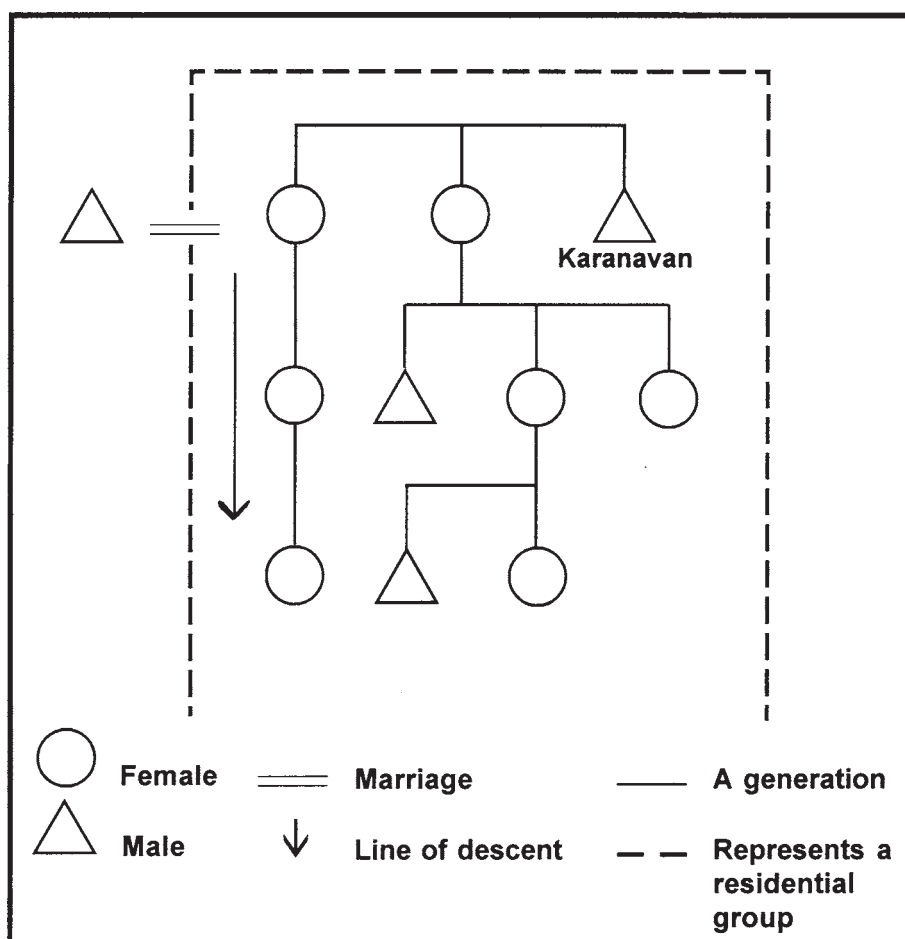 Karanavan
Female
Marriage
A generation
Male
Line of descent
Represents a
residential
group